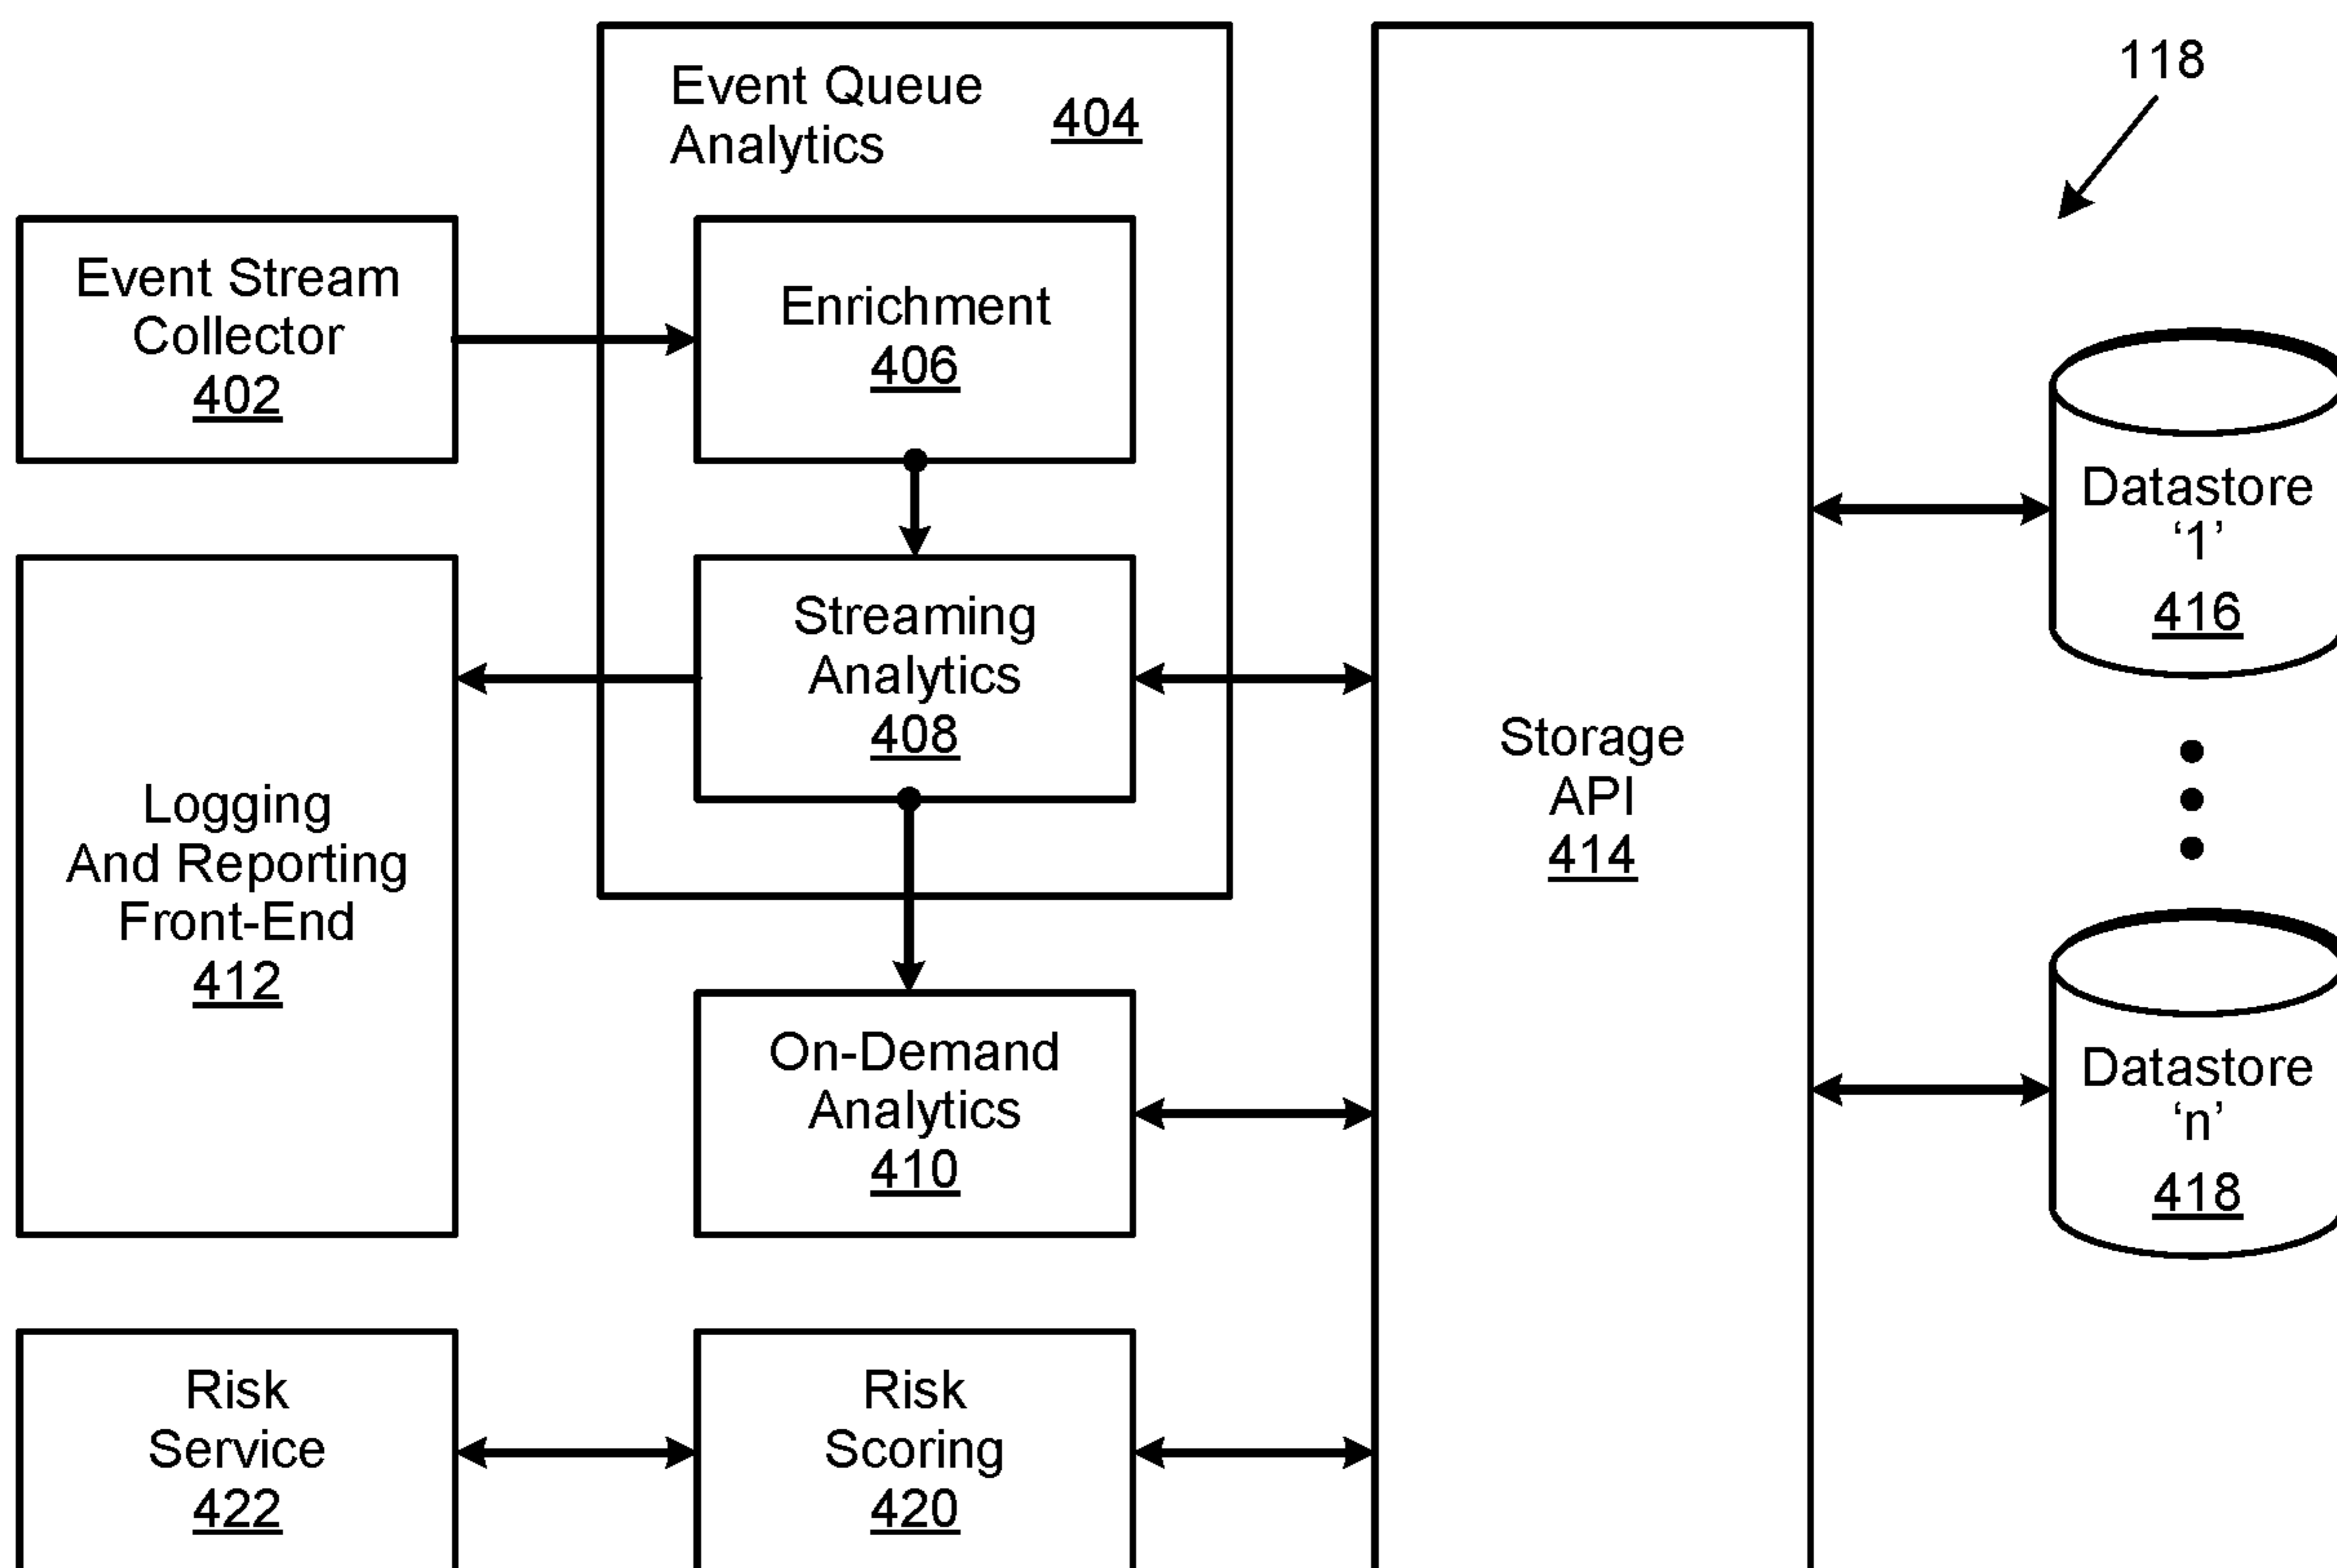 Event Queue
Analytics
404
118
Event Stream
Collector
402
Enrichment
406
Streaming
Analytics
408
Logging
And Reporting
Front-End
412
On-Demand
Analytics
410
Storage
API
414
Datastore
‘1’
416
Datastore
‘n’
418
Risk
Service
422
Risk
Scoring
420